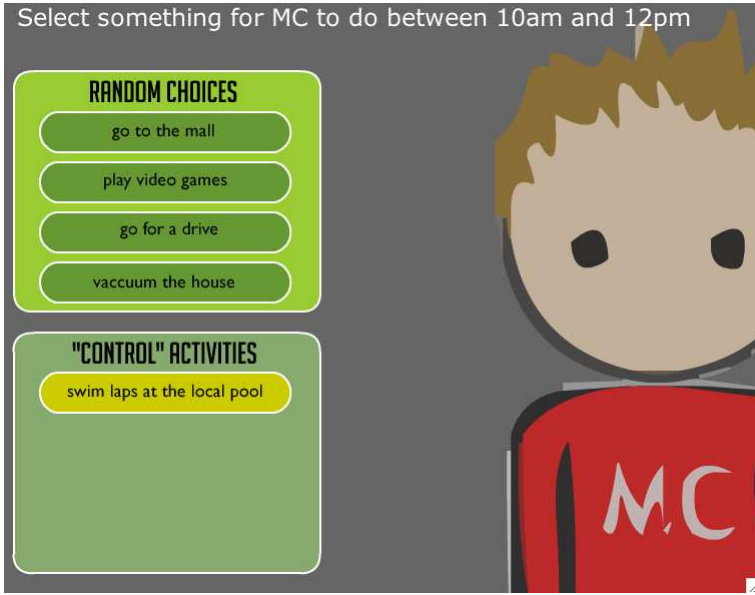 Select something for MC to do between 10am and 12pm
RANDOM CHOICES
go to the mall
play video games
go for a drive
vaccuum the house
"CONTROL" ACTIVITIES
swim laps at the local pool
MC